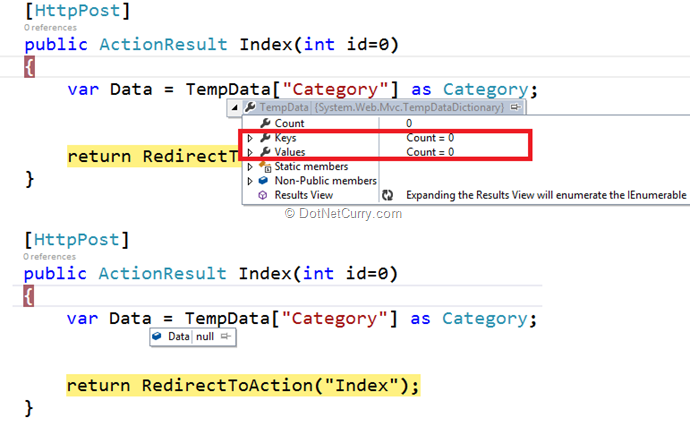 [HttpPost]
0 references
public ActionResult Index(int id=0)
{
var Data = TempData["Category"] as Category;
TempData {System.Web.Mvc.TempDataDictionary}
Count 0
Keys Count = 0
Values Count = 0
return RedirectTo
Static members
}
Non-Public members
Results View Expanding the Results View will enumerate the IEnumerable
© DotNetCurry.com
[HttpPost]
0 references
public ActionResult Index(int id=0)
{
var Data = TempData["Category"] as Category;
Data null
return RedirectToAction("Index");
}